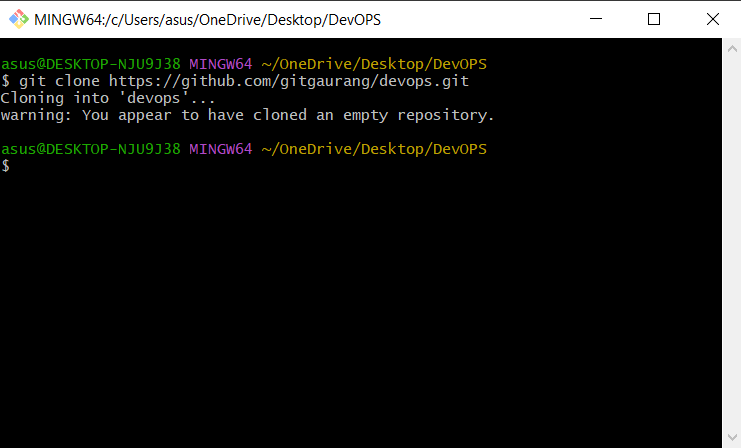 MINGW64:/c/Users/asus/OneDrive/Desktop/DevOPS
asus@DESKTOP-NJU9J38 MINGW64 ~/OneDrive/Desktop/DevOPS
$ git clone https://github.com/gitgaurang/devops.git
Cloning into 'devops'...
warning: You appear to have cloned an empty repository.
asus@DESKTOP-NJU9J38 MINGW64 ~/OneDrive/Desktop/DevOPS
$